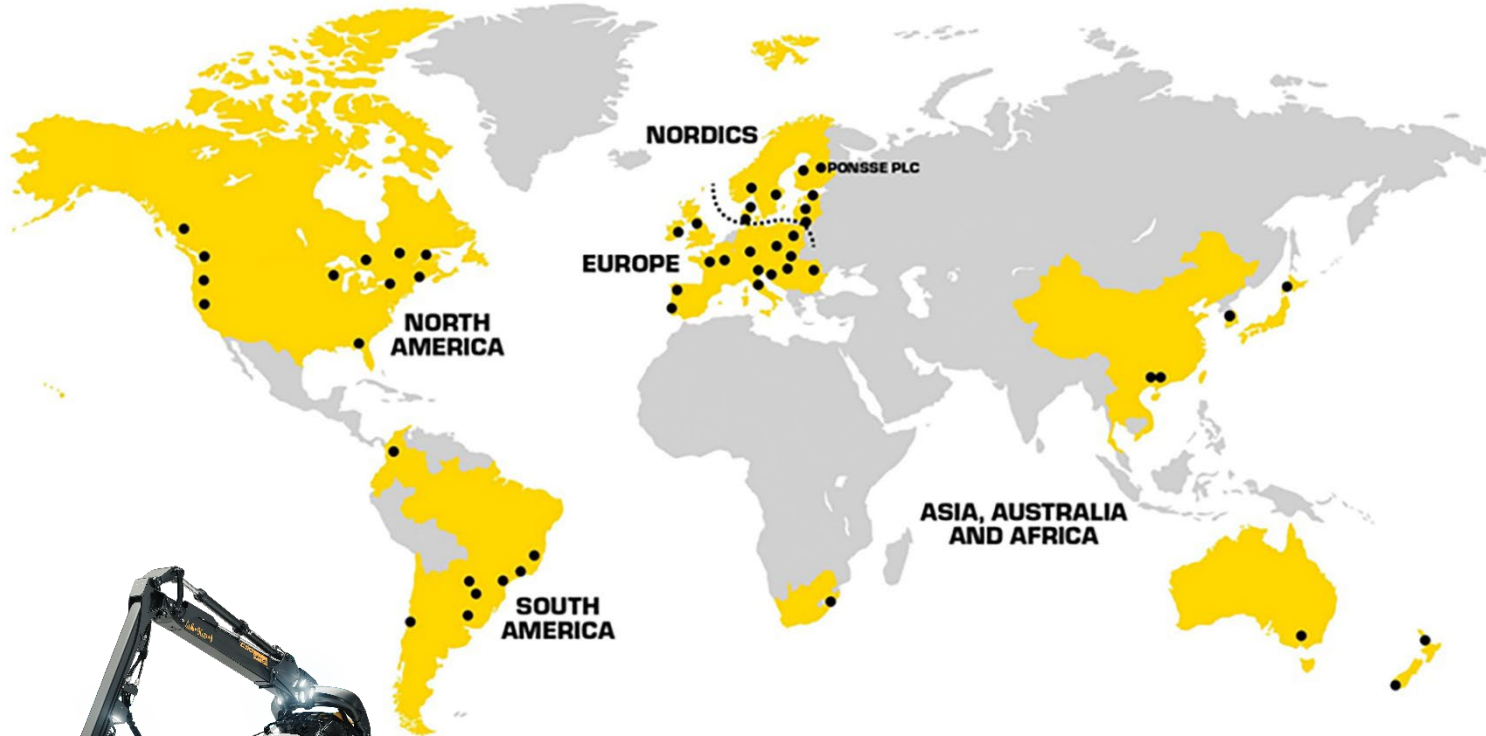 NORDICS
PONSSE PLC
EUROPE
NORTH
AMERICA
ASIA, AUSTRALIA
AND AFRICA
SOUTH
AMERICA